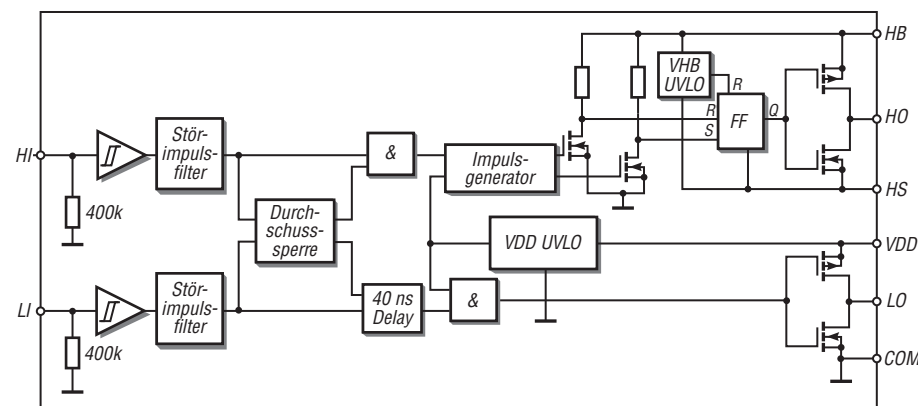 HB
VHB
UVLO
R
R
S
FF
Q
HO
HI
Stör-
impuls-
filter
&
Impuls-
generator
HS
400k
Durch-
schuss-
sperre
VDD UVLO
VDD
LI
Stör-
impuls-
filter
40 ns
Delay
&
LO
400k
COM